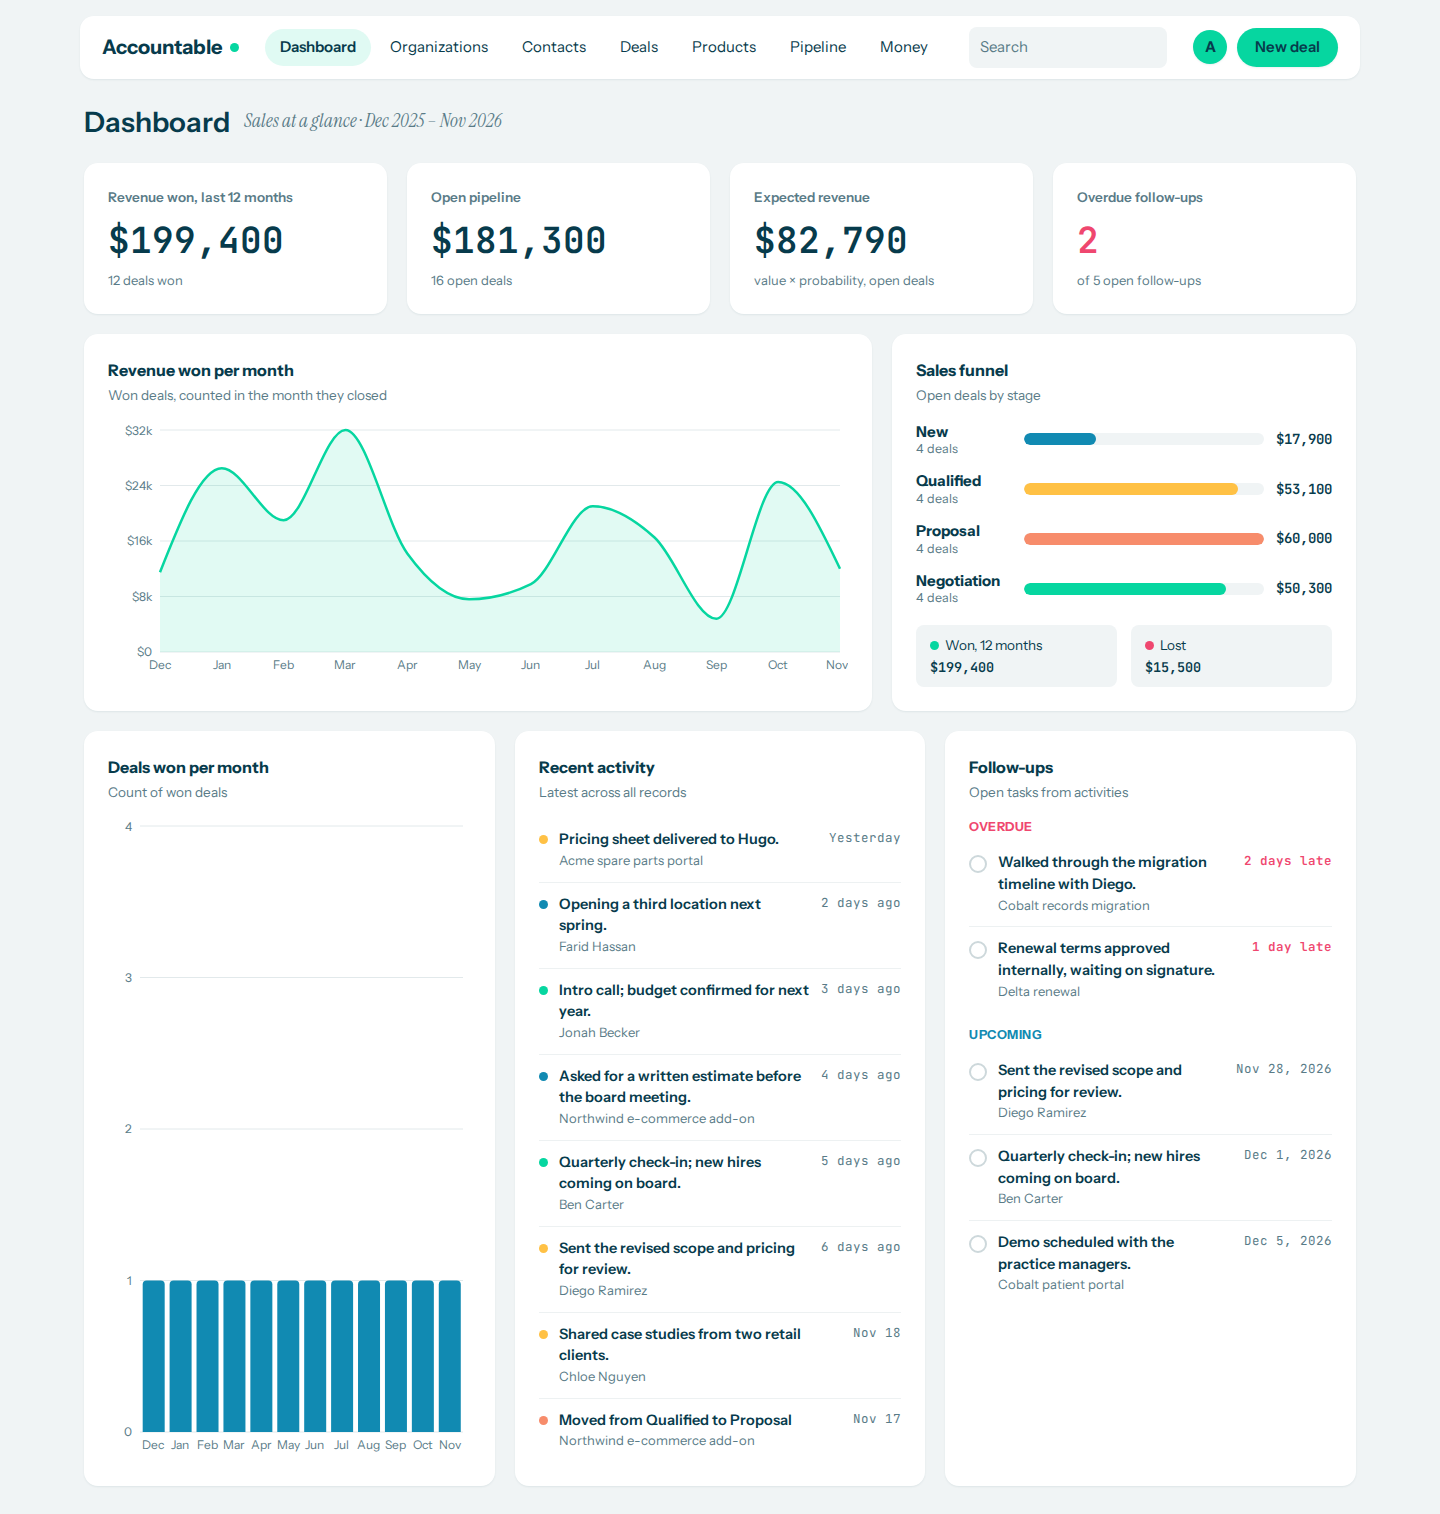 Accountable
Dashboard
Organizations
Contacts
Deals
Products
Pipeline
Money
Search
A
New deal
Dashboard
Sales at a glance · Dec 2025 – Nov 2026
Revenue won, last 12 months
$199,400
12 deals won
Open pipeline
$181,300
16 open deals
Expected revenue
$82,790
value × probability, open deals
Overdue follow-ups
2
of 5 open follow-ups
Revenue won per month
Won deals, counted in the month they closed
$32k
$24k
$16k
$8k
$0
Dec Jan Feb Mar Apr May Jun Jul Aug Sep Oct Nov
Sales funnel
Open deals by stage
New
4 deals
$17,900
Qualified
4 deals
$53,100
Proposal
4 deals
$60,000
Negotiation
4 deals
$50,300
Won, 12 months
$199,400
Lost
$15,500
Deals won per month
Count of won deals
4
3
2
1
0
Dec Jan Feb Mar Apr May Jun Jul Aug Sep Oct Nov
Recent activity
Latest across all records
Pricing sheet delivered to Hugo.
Yesterday
Acme spare parts portal
Opening a third location next
2 days ago
spring.
Farid Hassan
Intro call; budget confirmed for next
3 days ago
year.
Jonah Becker
Asked for a written estimate before
4 days ago
the board meeting.
Northwind e-commerce add-on
Quarterly check-in; new hires
5 days ago
coming on board.
Ben Carter
Sent the revised scope and pricing
6 days ago
for review.
Diego Ramirez
Shared case studies from two retail
Nov 18
clients.
Chloe Nguyen
Moved from Qualified to Proposal
Nov 17
Northwind e-commerce add-on
Follow-ups
Open tasks from activities
OVERDUE
Walked through the migration
2 days late
timeline with Diego.
Cobalt records migration
Renewal terms approved
1 day late
internally, waiting on signature.
Delta renewal
UPCOMING
Sent the revised scope and
Nov 28, 2026
pricing for review.
Diego Ramirez
Quarterly check-in; new hires
Dec 1, 2026
coming on board.
Ben Carter
Demo scheduled with the
Dec 5, 2026
practice managers.
Cobalt patient portal